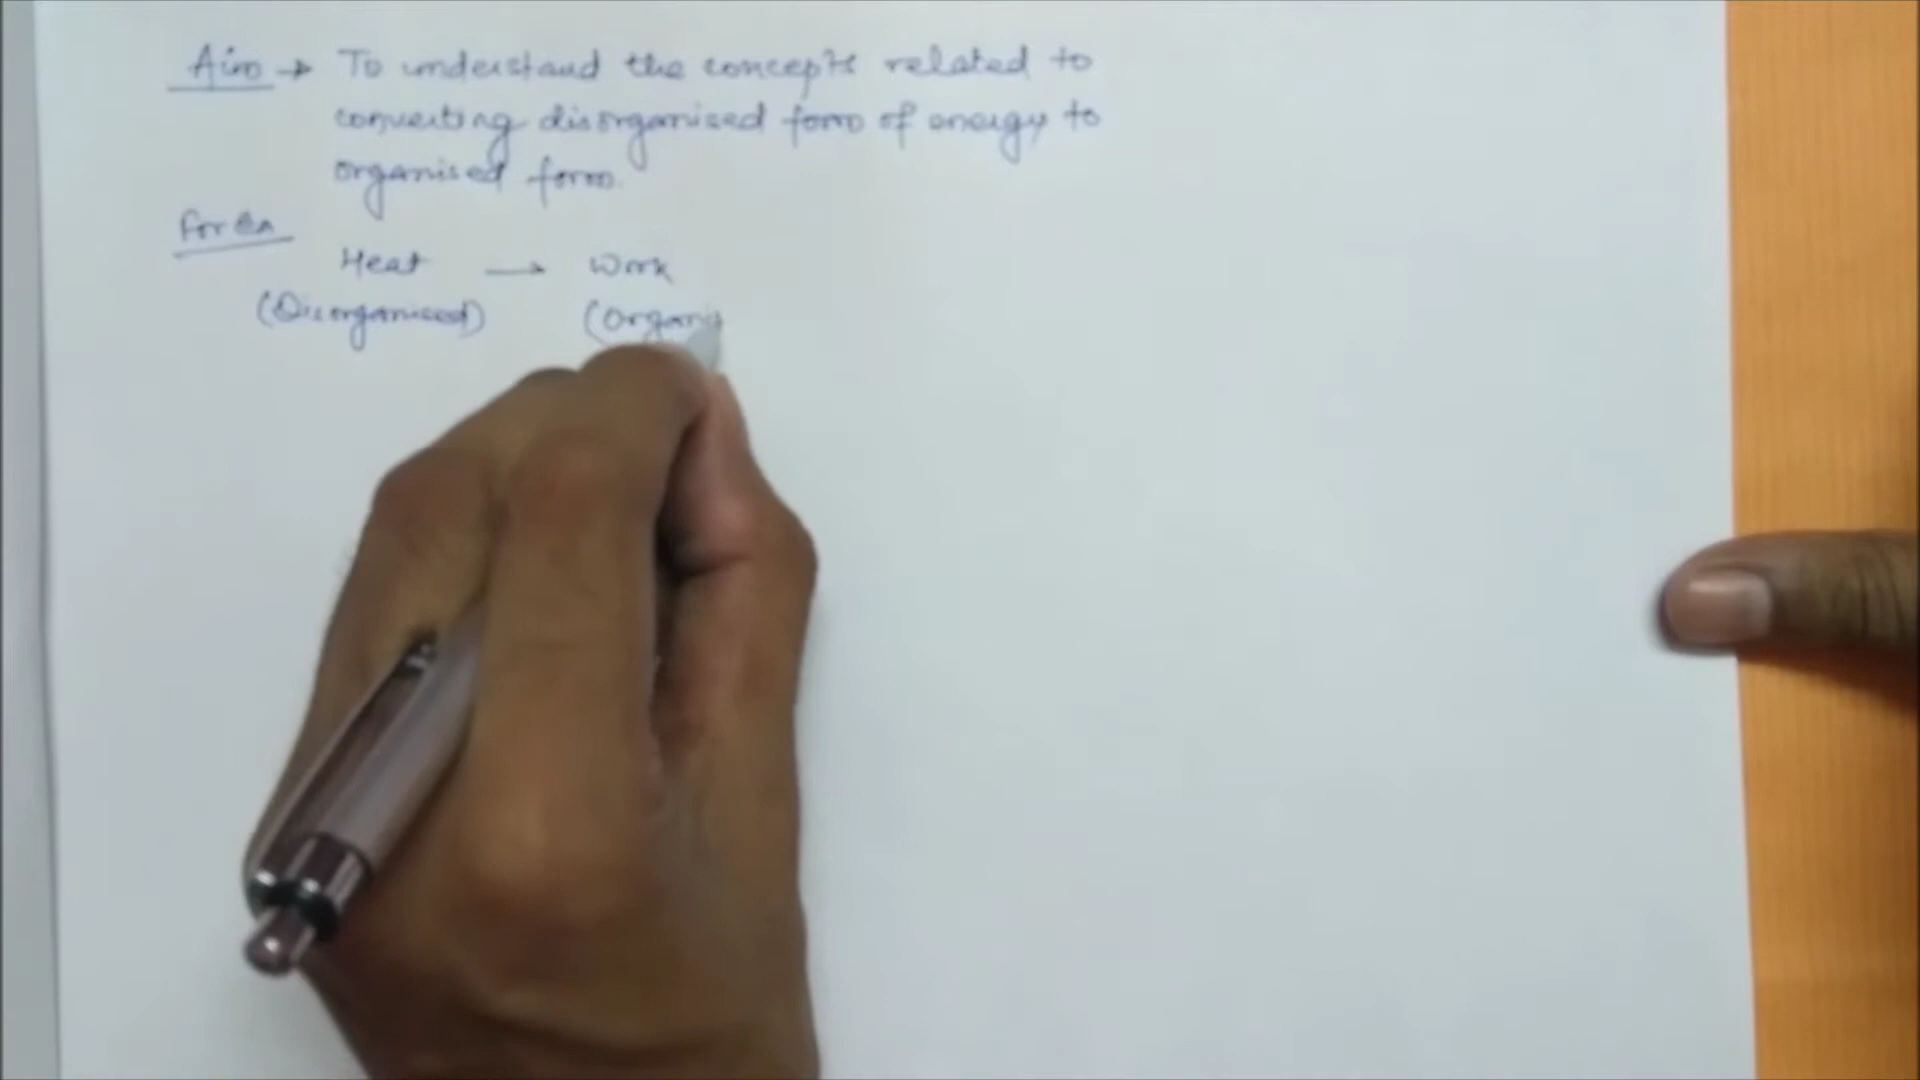 Aim → To understand the concepts related to
converting disorganised form of energy to
organised form.
For Ex
Heat → Work
(Disorganised) (Organi